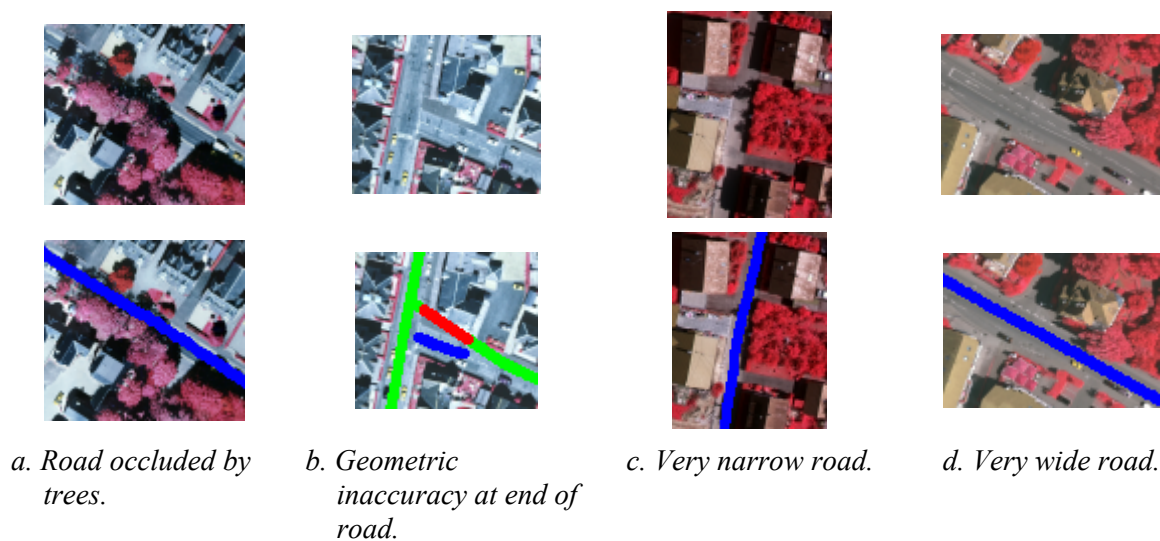 a. Road occluded by
trees.
b. Geometric
inaccuracy at end of
road.
c. Very narrow road.
d. Very wide road.